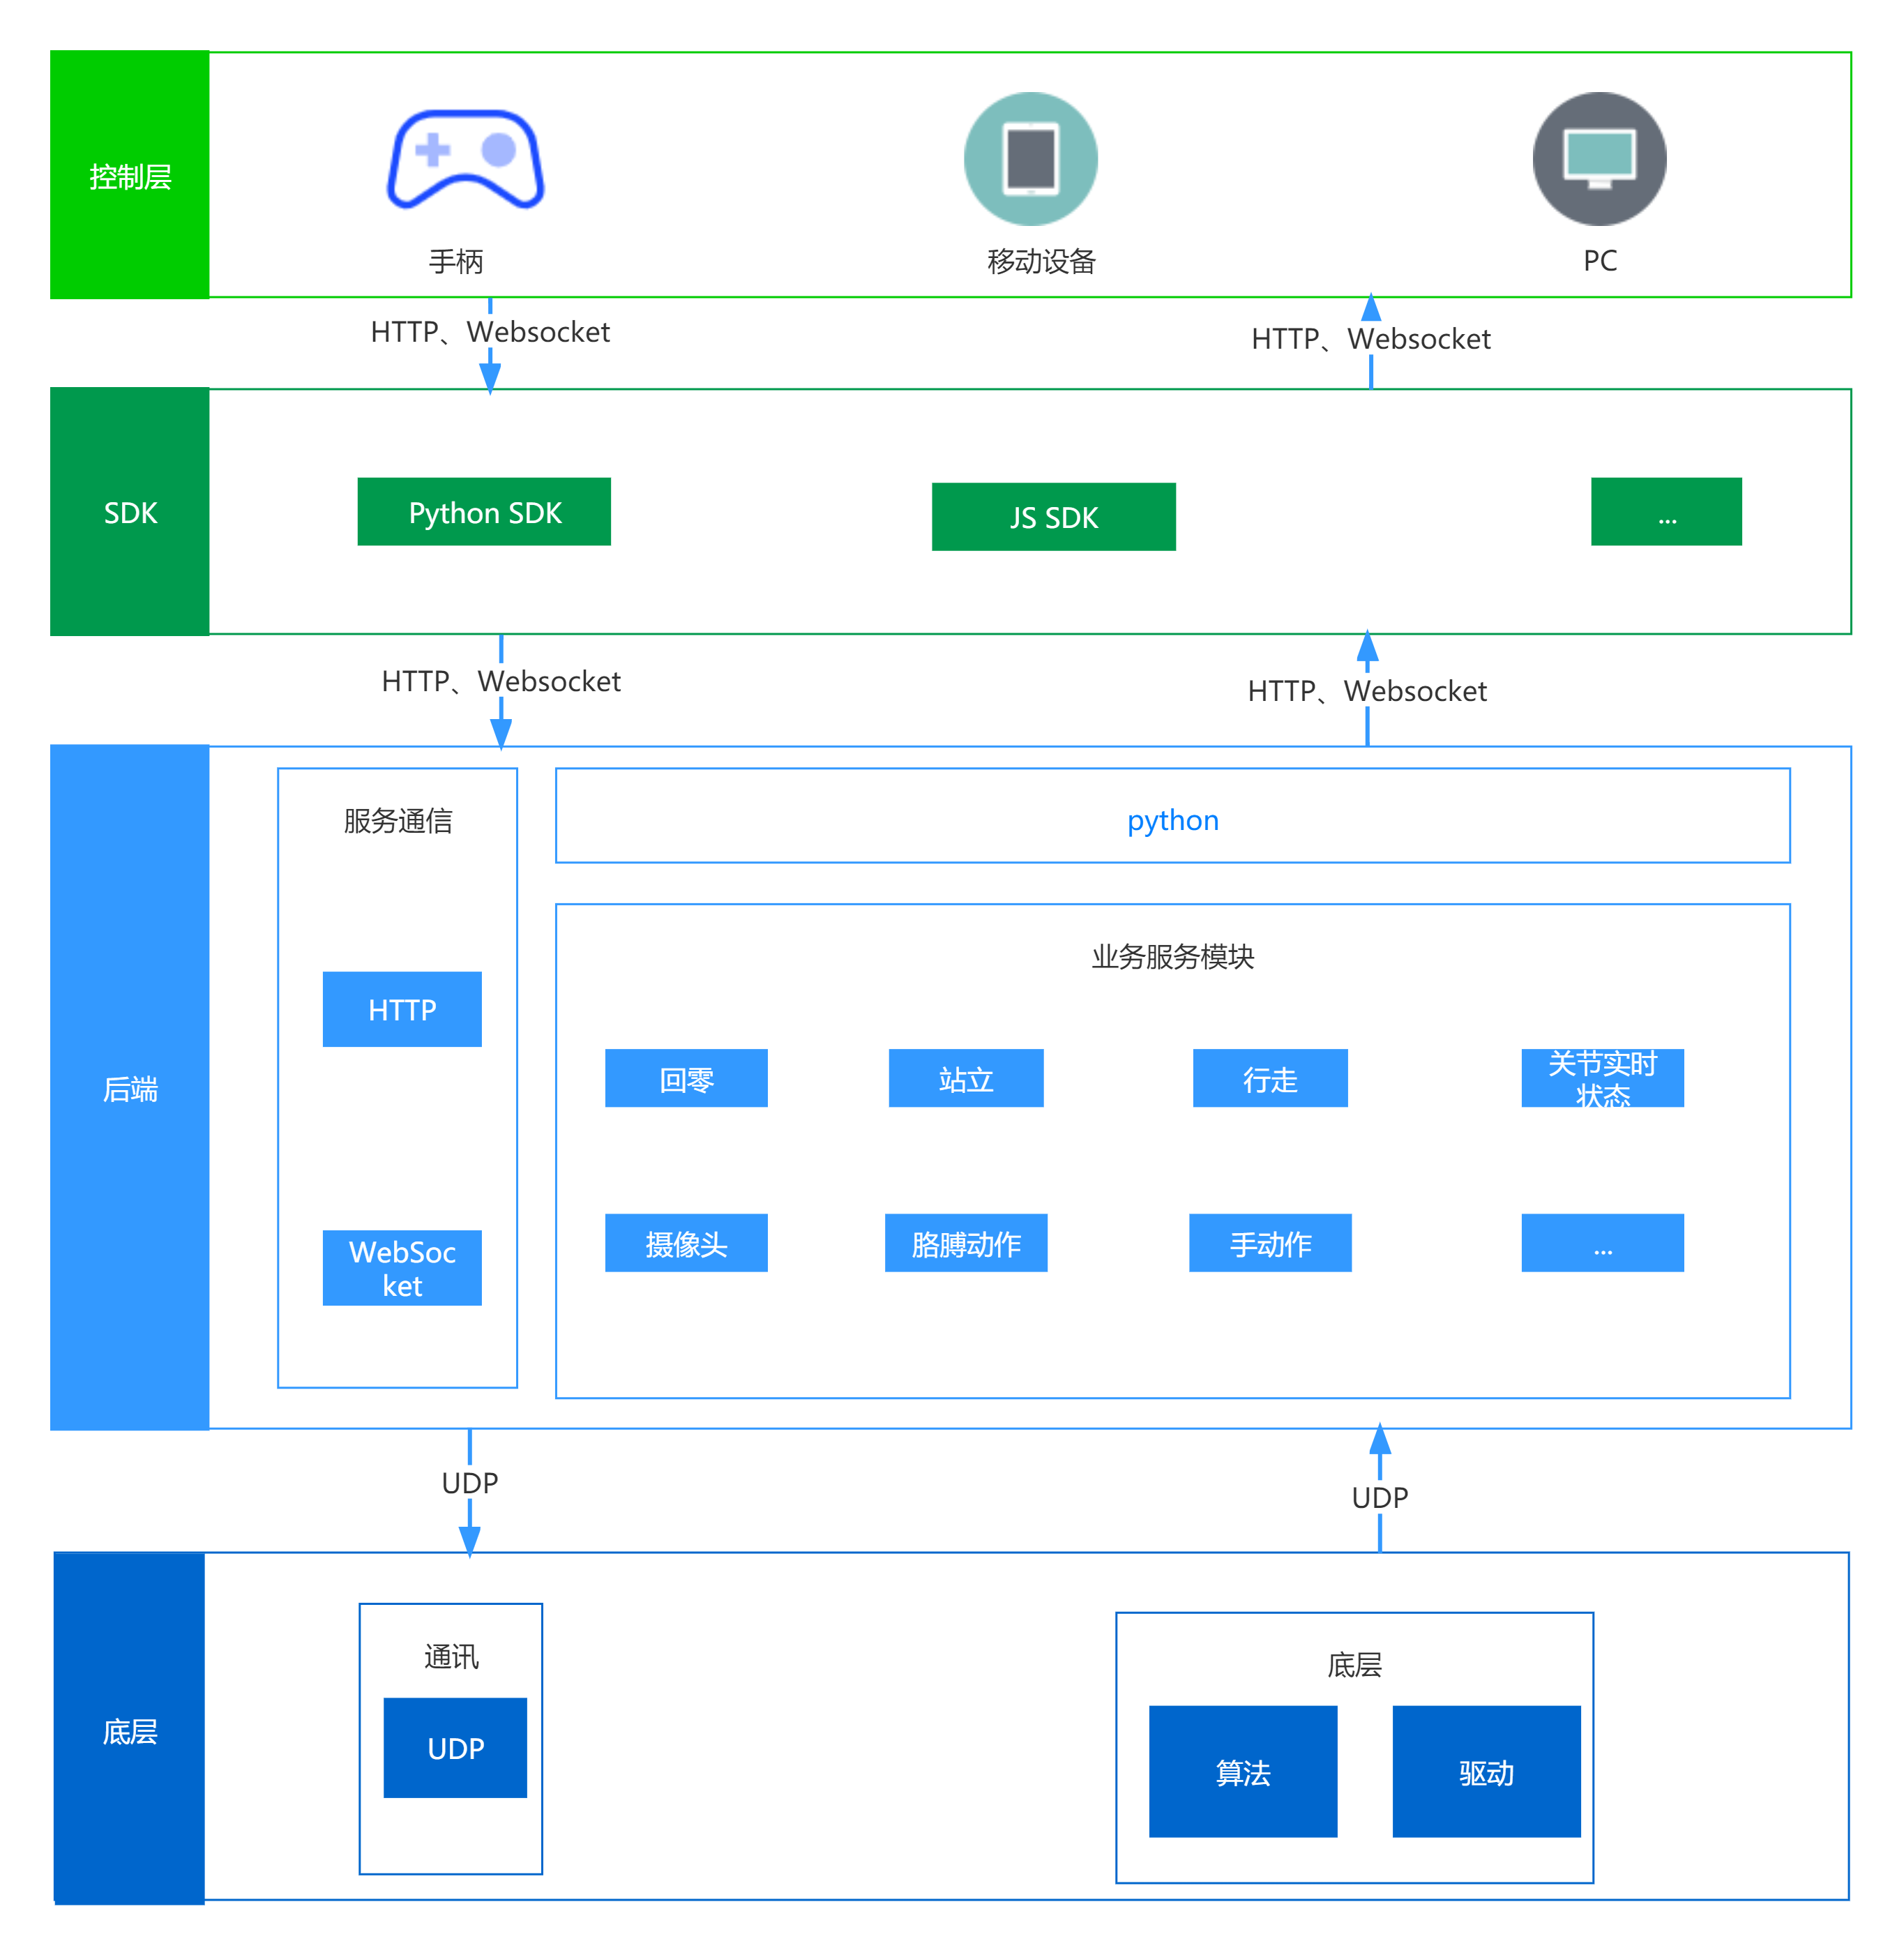 控制层
手柄
移动设备
PC
HTTP、Websocket
HTTP、Websocket
SDK
Python SDK
JS SDK
...
HTTP、Websocket
HTTP、Websocket
后端
服务通信
HTTP
WebSoc
ket
python
业务服务模块
回零
站立
行走
关节实时
状态
摄像头
胳膊动作
手动作
...
UDP
UDP
底层
通讯
UDP
底层
算法
驱动